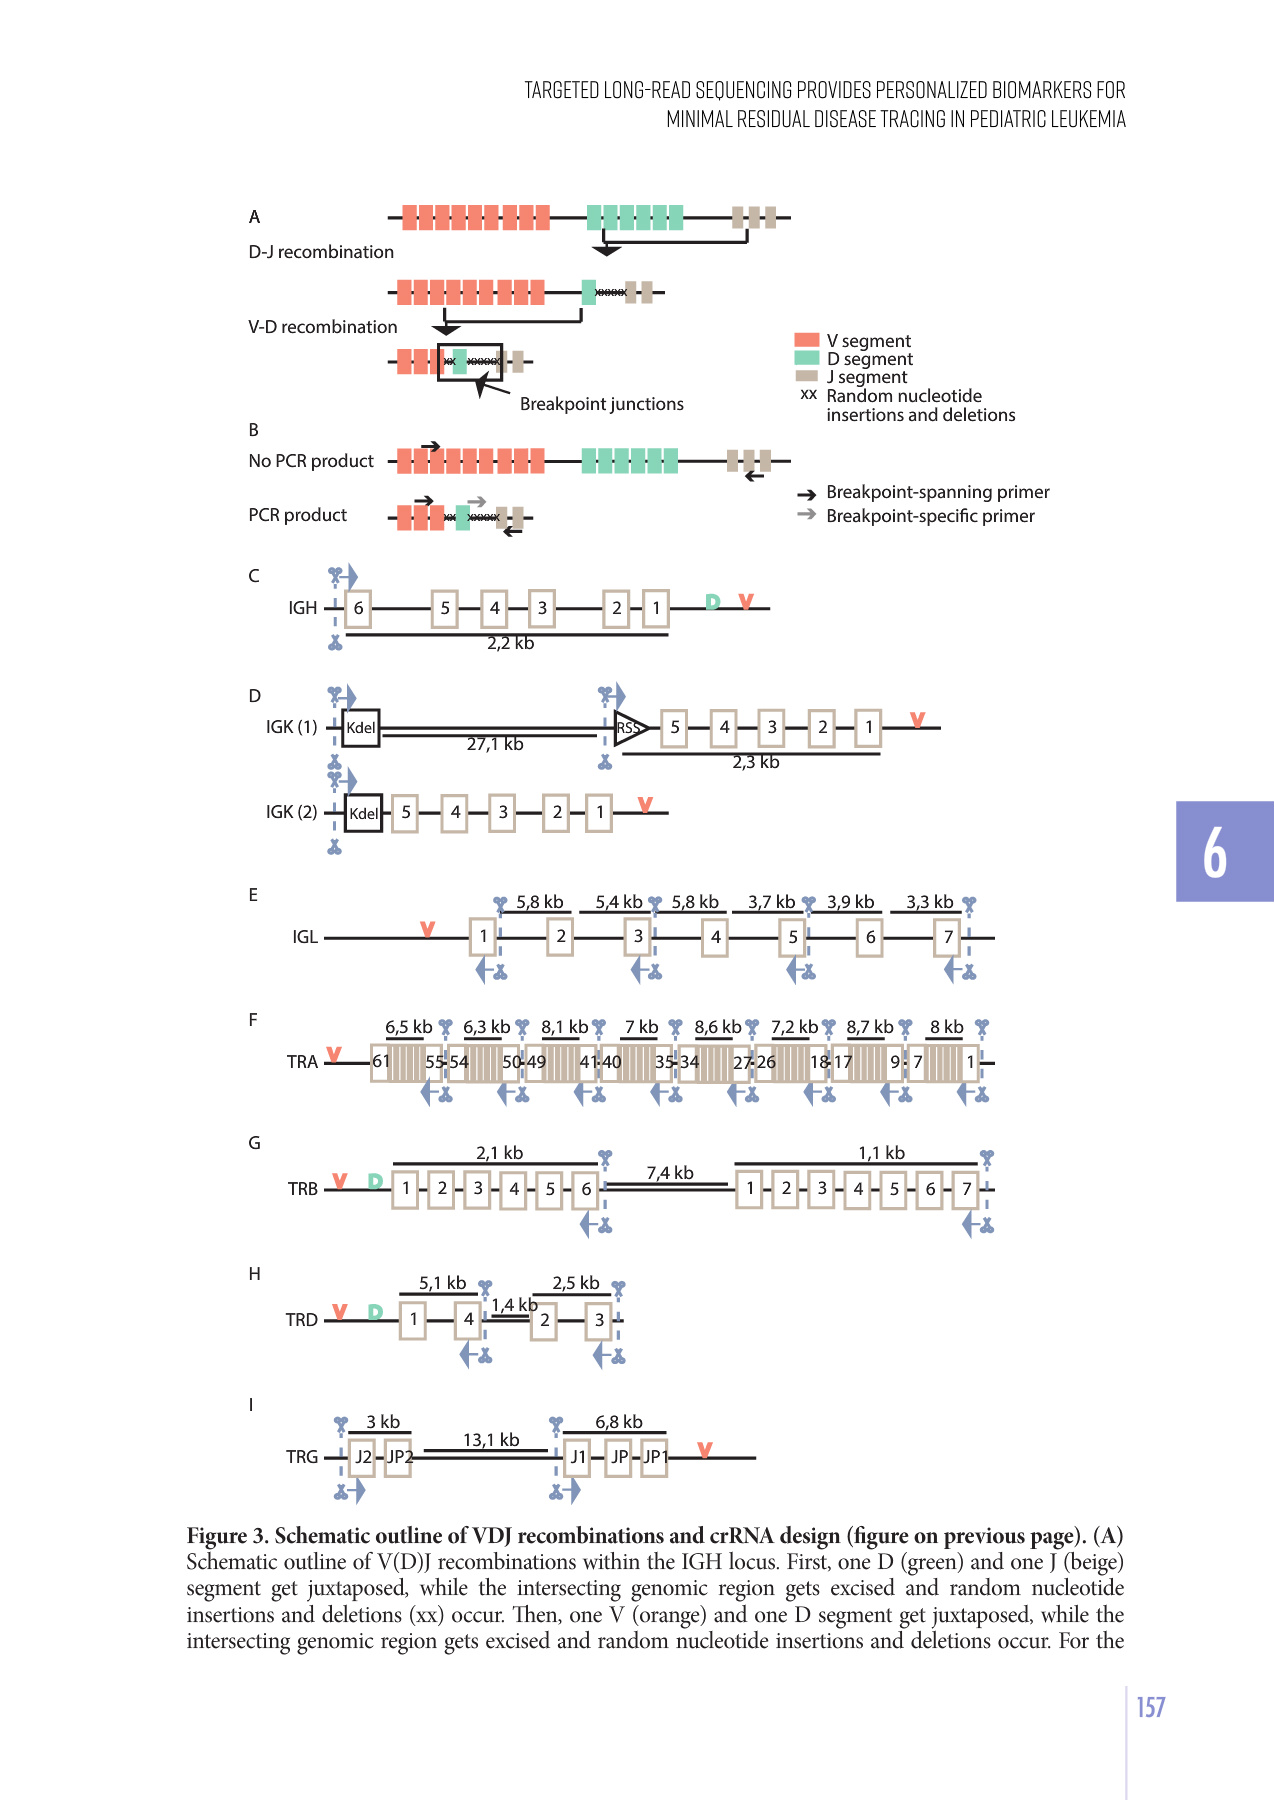 TARGETED LONG-READ SEQUENCING PROVIDES PERSONALIZED BIOMARKERS FOR
MINIMAL RESIDUAL DISEASE TRACING IN PEDIATRIC LEUKEMIA
A
D-J recombination
xxxxx
V-D recombination
xx xxxxx
Breakpoint junctions
V segment
D segment
J segment
xx Random nucleotide
insertions and deletions
B
No PCR product
PCR product
xx xxxxx
Breakpoint-spanning primer
Breakpoint-specific primer
C
IGH 6 5 4 3 2 1 D V
2,2 kb
D
IGK (1) Kdel RSS 5 4 3 2 1 V
27,1 kb
2,3 kb
IGK (2) Kdel 5 4 3 2 1 V
E
5,8 kb 5,4 kb 5,8 kb 3,7 kb 3,9 kb 3,3 kb
IGL V 1 2 3 4 5 6 7
F
6,5 kb 6,3 kb 8,1 kb 7 kb 8,6 kb 7,2 kb 8,7 kb 8 kb
TRA V 61 55 54 50 49 41 40 35 34 27 26 18 17 9 7 1
G
2,1 kb 7,4 kb 1,1 kb
TRB V D 1 2 3 4 5 6 1 2 3 4 5 6 7
H
5,1 kb 1,4 kb 2,5 kb
TRD V D 1 4 2 3
I
3 kb 13,1 kb 6,8 kb
TRG J2 JP2 J1 JP JP1 V
6
Figure 3. Schematic outline of VDJ recombinations and crRNA design (figure on previous page). (A)
Schematic outline of V(D)J recombinations within the IGH locus. First, one D (green) and one J (beige)
segment get juxtaposed, while the intersecting genomic region gets excised and random nucleotide
insertions and deletions (xx) occur. Then, one V (orange) and one D segment get juxtaposed, while the
intersecting genomic region gets excised and random nucleotide insertions and deletions occur. For the
157